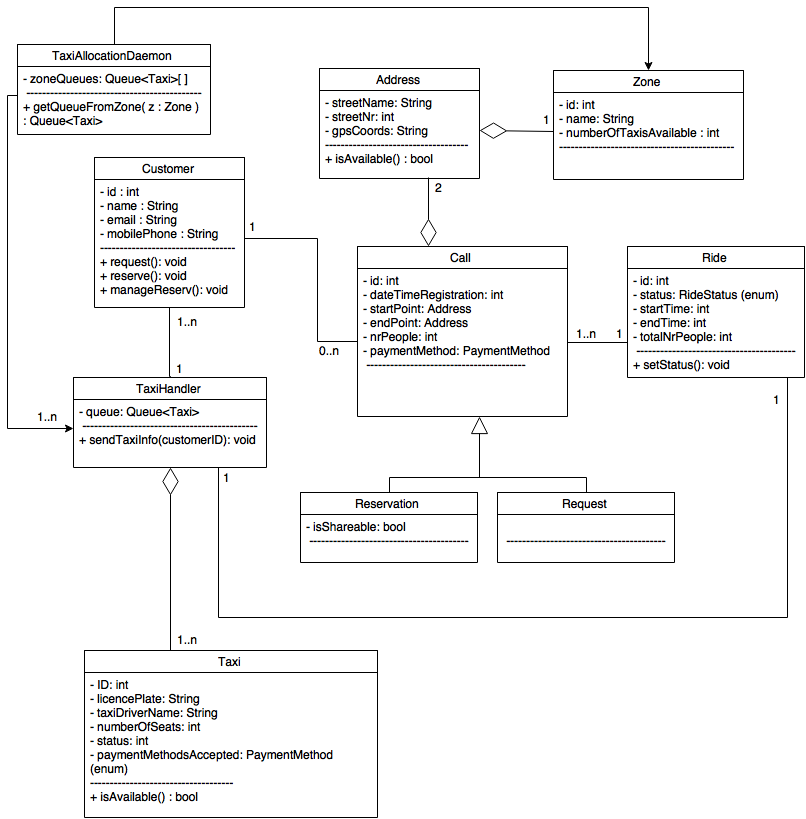 TaxiAllocationDaemon
- zoneQueues: Queue<Taxi>[ ]
+ getQueueFromZone( z : Zone )
: Queue<Taxi>
Address
- streetName: String
- streetNr: int
- gpsCoords: String
+ isAvailable() : bool
1
2
Zone
- id: int
- name: String
- numberOfTaxisAvailable : int
Customer
- id : int
- name : String
- email : String
- mobilePhone : String
+ request(): void
+ reserve(): void
+ manageReserv(): void
1
0..n
1..n
1
Call
- id: int
- dateTimeRegistration: int
- startPoint: Address
- endPoint: Address
- nrPeople: int
- paymentMethod: PaymentMethod
1..n
1
Ride
- id: int
- status: RideStatus (enum)
- startTime: int
- endTime: int
- totalNrPeople: int
+ setStatus(): void
1
1..n
TaxiHandler
- queue: Queue<Taxi>
+ sendTaxiInfo(customerID): void
1
Reservation
- isShareable: bool
Request
1..n
Taxi
- ID: int
- licencePlate: String
- taxiDriverName: String
- numberOfSeats: int
- status: int
- paymentMethodsAccepted: PaymentMethod
(enum)
+ isAvailable() : bool